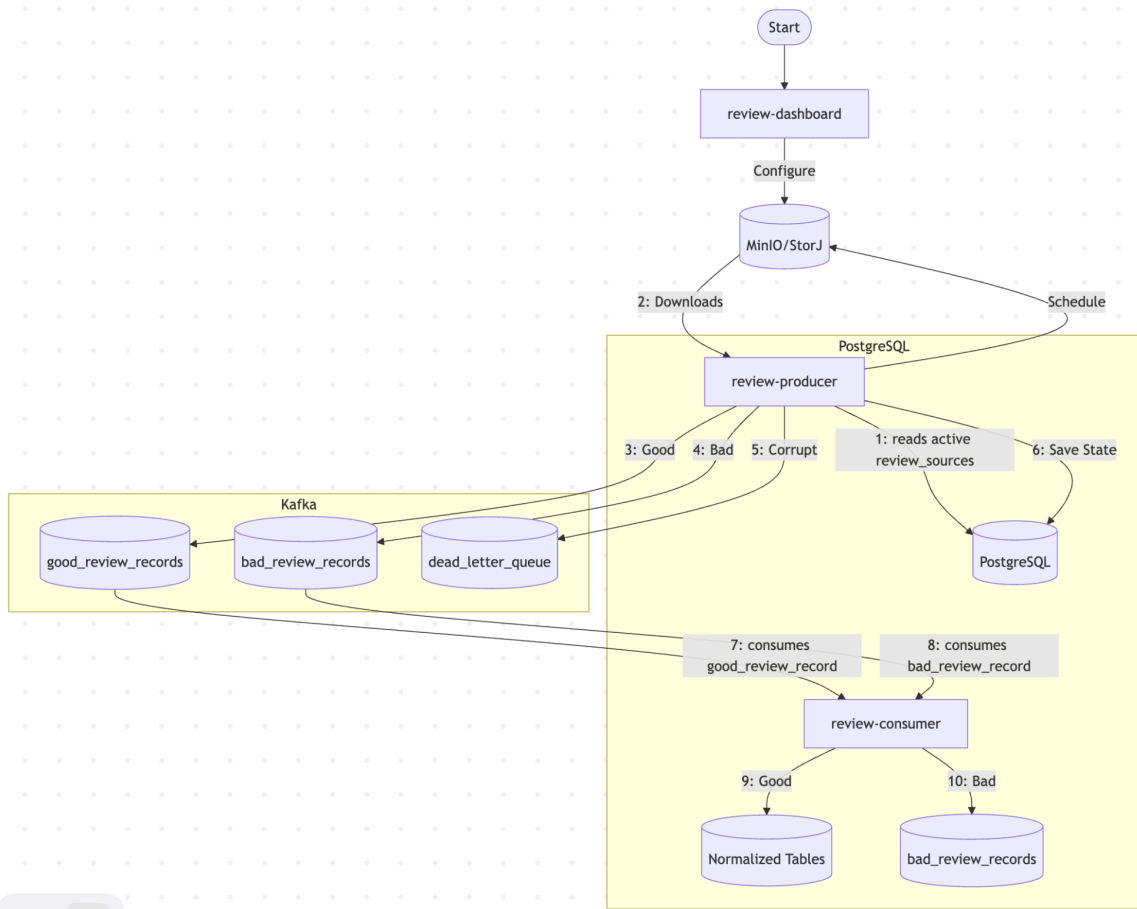 Start
review-dashboard
Configure
MinIO/StorJ
2: Downloads
Schedule
PostgreSQL
review-producer
3: Good
4: Bad
5: Corrupt
1: reads active
review_sources
6: Save State
Kafka
good_review_records
bad_review_records
dead_letter_queue
PostgreSQL
7: consumes
good_review_record
8: consumes
bad_review_record
review-consumer
9: Good
10: Bad
Normalized Tables
bad_review_records